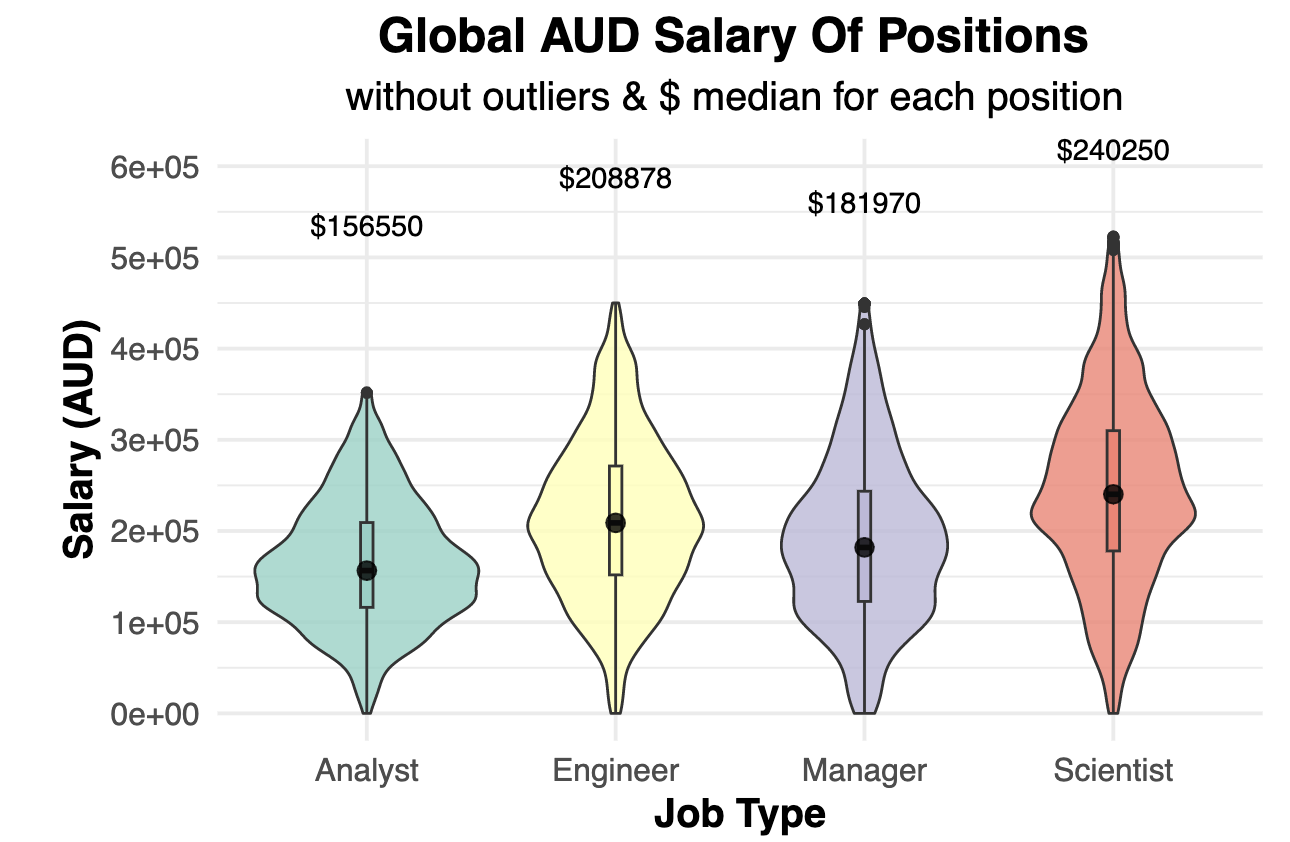 Global AUD Salary Of Positions
without outliers & $ median for each position
$240250
6e+05
$208878
$181970
$156550
5e+05
4e+05
3e+05
2e+05
1e+05
0e+00
Salary (AUD)
Analyst Engineer Manager Scientist
Job Type